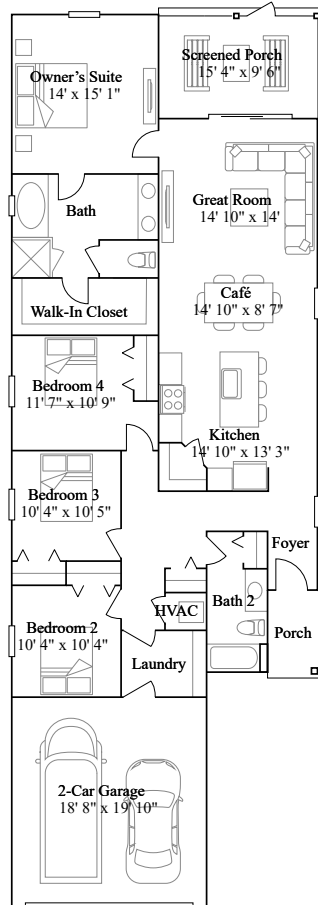 Owner's Suite
14' x 15' 1"
Screened Porch
15' 4" x 9' 6"
Bath
Great Room
14' 10" x 14'
Walk-In Closet
Café
14' 10" x 8' 7"
Bedroom 4
11' 7" x 10' 9"
Kitchen
14' 10" x 13' 3"
Bedroom 3
10' 4" x 10' 5"
Foyer
Bedroom 2
10' 4" x 10' 4"
HVAC
Bath 2
Porch
Laundry
2-Car Garage
18' 8" x 19' 10"